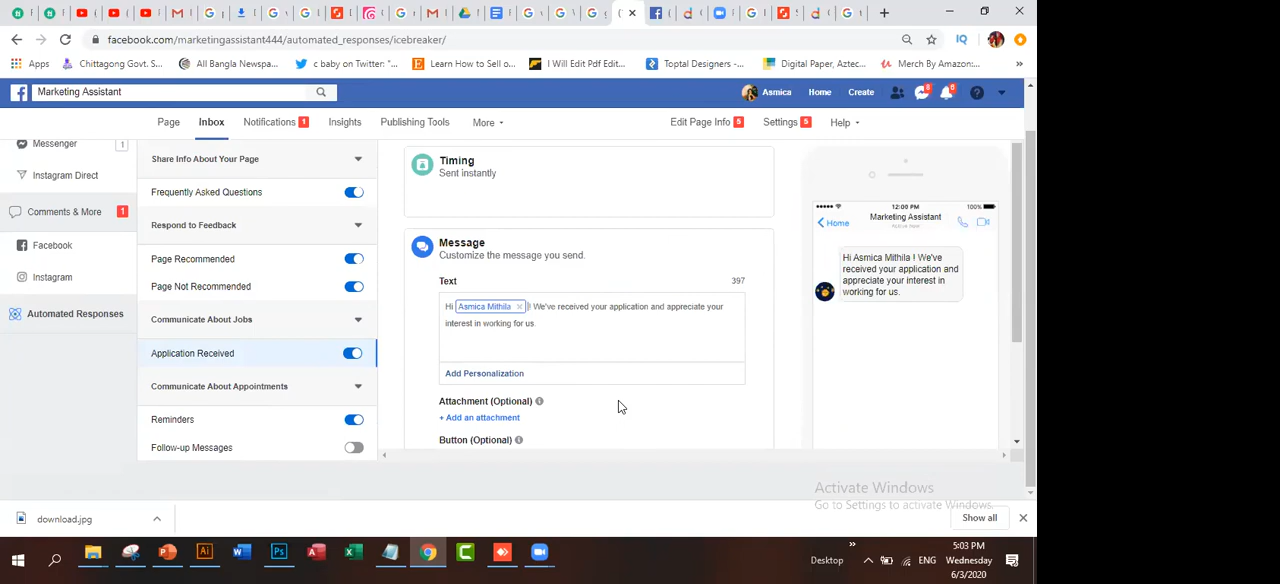 facebook.com/marketingassistant444/automated_responses/icebreaker/
Apps
Chittagong Govt. S...
All Bangla Newspa...
c baby on Twitter: "...
Learn How to Sell o...
I Will Edit Pdf Edit...
Toptal Designers -...
Digital Paper, Aztec...
Merch By Amazon:...
Marketing Assistant
Asmica
Home
Create
8
8
Page
Inbox
Notifications 1
Insights
Publishing Tools
More
Edit Page Info 5
Settings 5
Help
Messenger 1
Instagram Direct
Comments & More 1
Facebook
Instagram
Automated Responses
Share Info About Your Page
Frequently Asked Questions
Respond to Feedback
Page Recommended
Page Not Recommended
Communicate About Jobs
Application Received
Communicate About Appointments
Reminders
Follow-up Messages
Timing
Sent instantly
Message
Customize the message you send.
Text 397
Hi Asmica Mithila ! We've received your application and appreciate your
interest in working for us.
Add Personalization
Attachment (Optional)
+ Add an attachment
Button (Optional)
12:00 PM 100%
Home
Marketing Assistant
Hi Asmica Mithila ! We've
received your application and
appreciate your interest in
working for us.
Activate Windows
Go to Settings to activate Windows.
download.jpg
Show all
Desktop
ENG
5:03 PM
Wednesday
6/3/2020